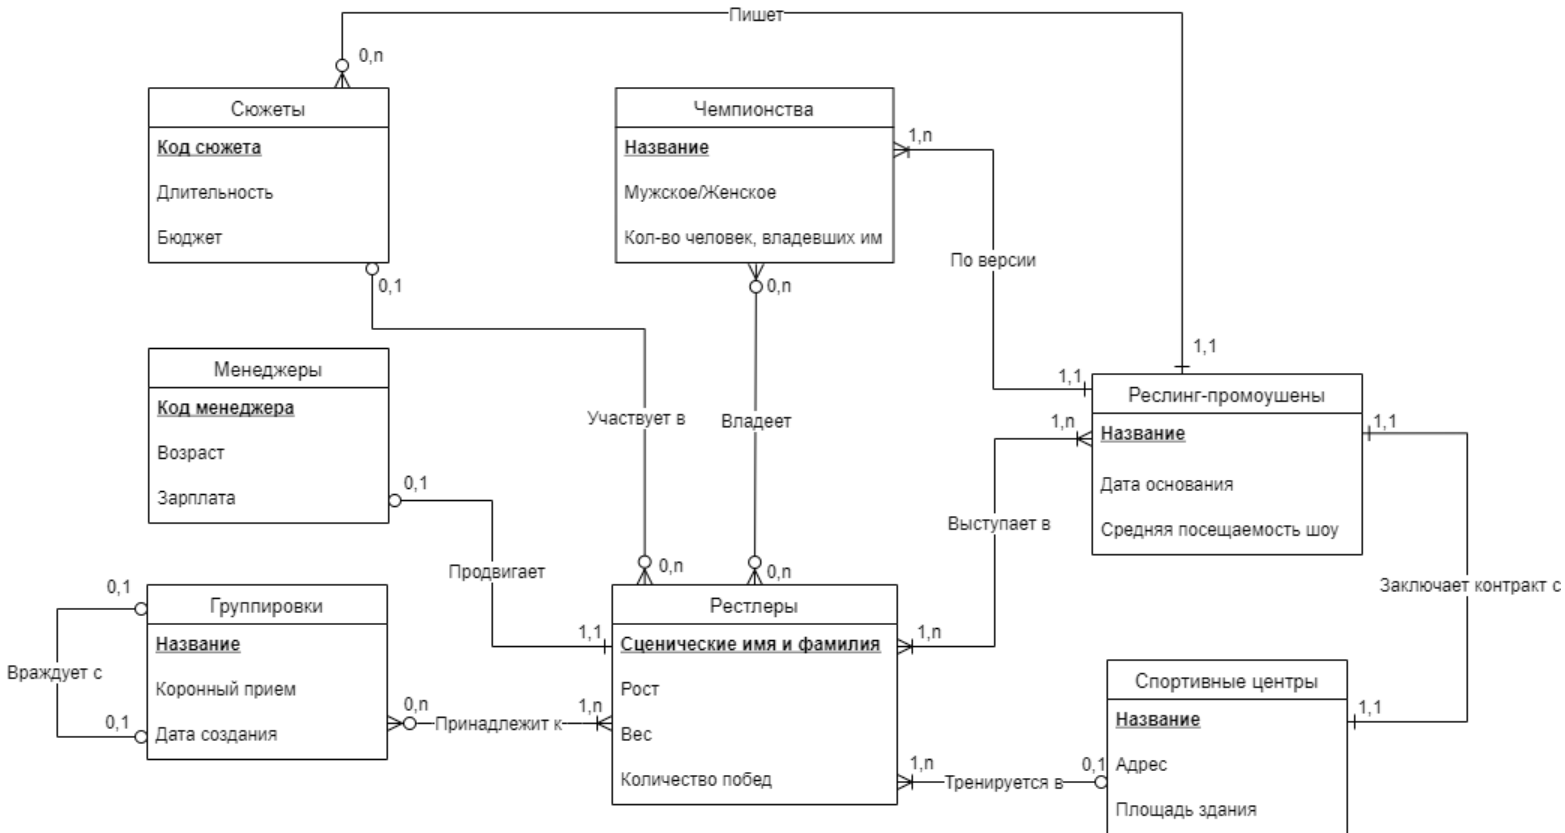 Пишет
0,n
Сюжеты
Код сюжета
Длительность
Бюджет
0,1
Чемпионства
Название
Мужское/Женское
Кол-во человек, владевших им
0,n
1,n
По версии
1,1
1,1
Менеджеры
Код менеджера
Возраст
Зарплата
0,1
Участвует в
Владеет
Реслинг-промоушены
Название
Дата основания
Средняя посещаемость шоу
1,n
1,1
Выступает в
Продвигает
0,n
0,n
Заключает контракт с
0,1
Группировки
Название
Коронный прием
Дата создания
Враждует с
0,1
0,n
Принадлежит к
1,n
1,1
Рестлеры
Сценические имя и фамилия
Рост
Вес
Количество побед
1,n
1,n
Тренируется в
0,1
Спортивные центры
Название
Адрес
Площадь здания
1,1